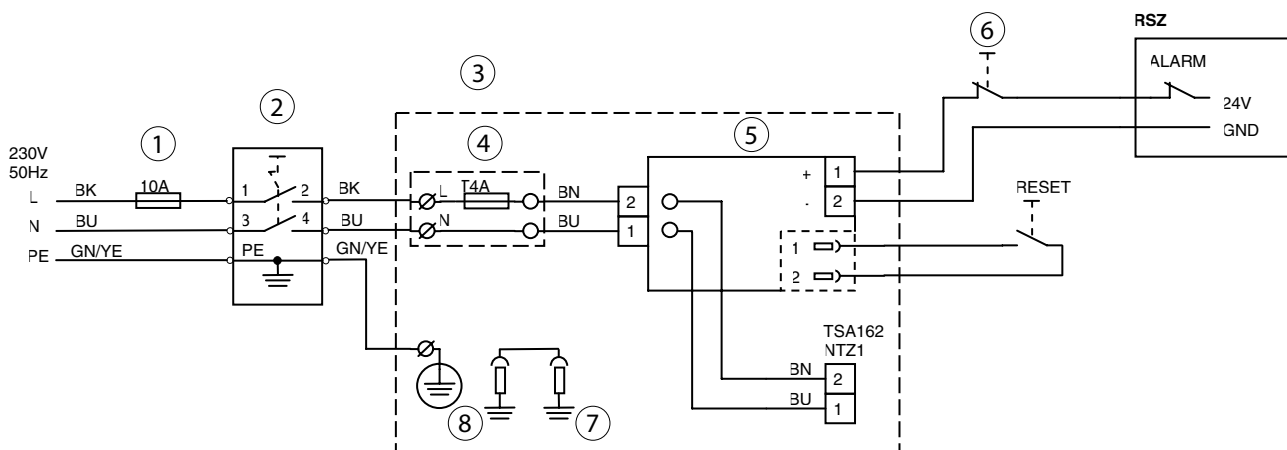 RSZ
6
ALARM
24V
GND
3
2
1
4
5
230V
50Hz
10A
L BK 1 2 BK L T4A BN 2 + 1
N BU 3 4 BU N BU 1 - 2
PE GN/YE PE GN/YE
RESET
1
2
TSA162
NTZ1
BN 2
BU 1
8 7